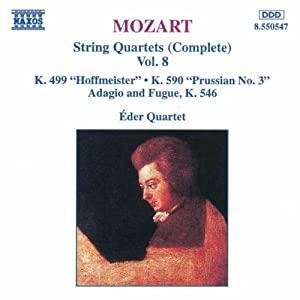 NAXOS
DDD
8.550547
MOZART
String Quartets (Complete)
Vol. 8
K. 499 “Hoffmeister” • K. 590 “Prussian No. 3”
Adagio and Fugue, K. 546
Éder Quartet